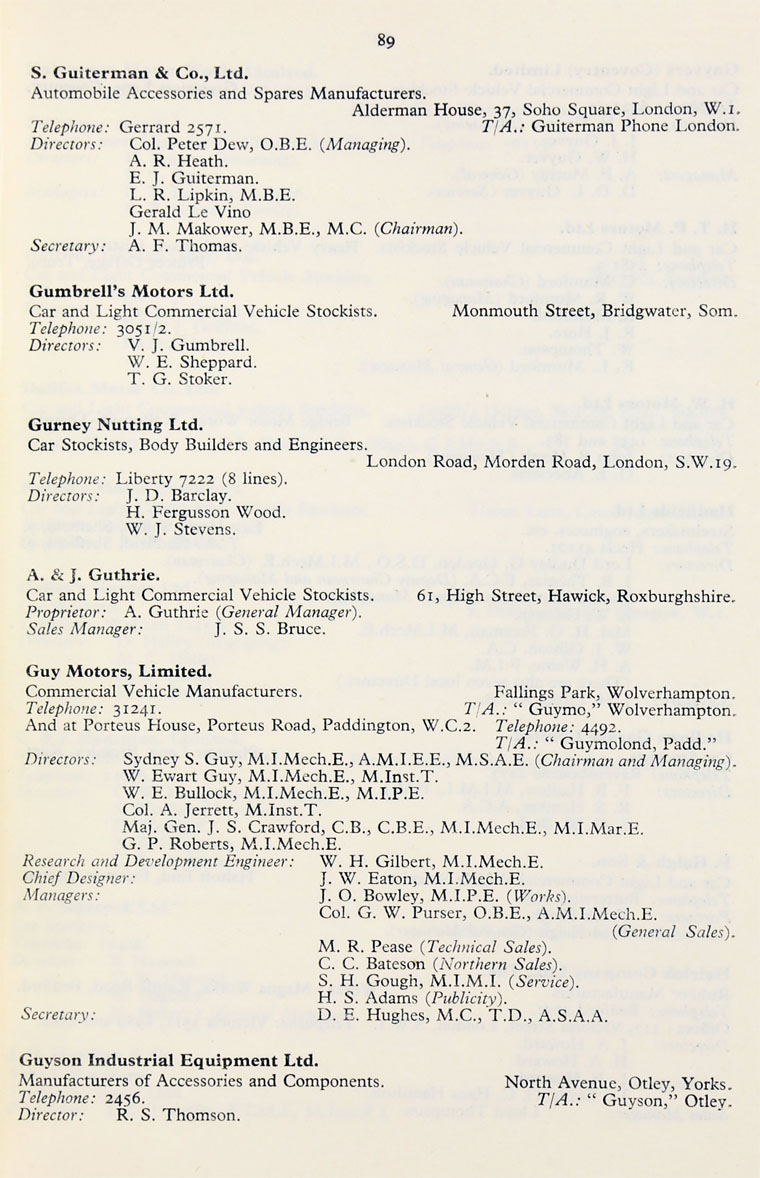 89
S. Guiterman & Co., Ltd.
Automobile Accessories and Spares Manufacturers.
Alderman House, 37, Soho Square, London, W.1.
Telephone: Gerrard 2571. T/A.: Guiterman Phone London.
Directors: Col. Peter Dew, O.B.E. (Managing).
A. R. Heath.
E. J. Guiterman.
L. R. Lipkin, M.B.E.
Gerald Le Vino
J. M. Makower, M.B.E., M.C. (Chairman).
Secretary: A. F. Thomas.
Gumbrell's Motors Ltd.
Car and Light Commercial Vehicle Stockists. Monmouth Street, Bridgwater, Som.
Telephone: 3051/2.
Directors: V. J. Gumbrell.
W. E. Sheppard.
T. G. Stoker.
Gurney Nutting Ltd.
Car Stockists, Body Builders and Engineers.
London Road, Morden Road, London, S.W.19.
Telephone: Liberty 7222 (8 lines).
Directors: J. D. Barclay.
H. Fergusson Wood.
W. J. Stevens.
A. & J. Guthrie.
Car and Light Commercial Vehicle Stockists. 61, High Street, Hawick, Roxburghshire.
Proprietor: A. Guthrie (General Manager).
Sales Manager: J. S. S. Bruce.
Guy Motors, Limited.
Commercial Vehicle Manufacturers. Fallings Park, Wolverhampton.
Telephone: 31241. T/A.: “ Guymo,” Wolverhampton.
And at Porteus House, Porteus Road, Paddington, W.C.2. Telephone: 4492.
T/A.: “ Guymolond, Padd.”
Directors: Sydney S. Guy, M.I.Mech.E., A.M.I.E.E., M.S.A.E. (Chairman and Managing).
W. Ewart Guy, M.I.Mech.E., M.Inst.T.
W. E. Bullock, M.I.Mech.E., M.I.P.E.
Col. A. Jerrett, M.Inst.T.
Maj. Gen. J. S. Crawford, C.B., C.B.E., M.I.Mech.E., M.I.Mar.E.
G. P. Roberts, M.I.Mech.E.
Research and Development Engineer: W. H. Gilbert, M.I.Mech.E.
Chief Designer: J. W. Eaton, M.I.Mech.E.
Managers: J. O. Bowley, M.I.P.E. (Works).
Col. G. W. Purser, O.B.E., A.M.I.Mech.E.
(General Sales).
M. R. Pease (Technical Sales).
C. C. Bateson (Northern Sales).
S. H. Gough, M.I.M.I. (Service).
H. S. Adams (Publicity).
Secretary: D. E. Hughes, M.C., T.D., A.S.A.A.
Guyson Industrial Equipment Ltd.
Manufacturers of Accessories and Components. North Avenue, Otley, Yorks.
Telephone: 2456. T/A.: “ Guyson,” Otley.
Director: R. S. Thomson.